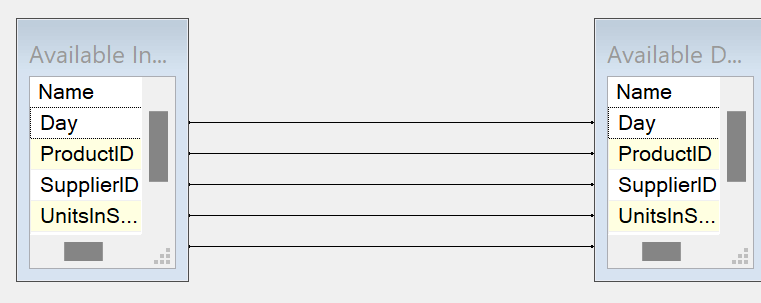 Available In...
Name
Day
ProductID
SupplierID
UnitsInS...
Available D...
Name
Day
ProductID
SupplierID
UnitsInS...